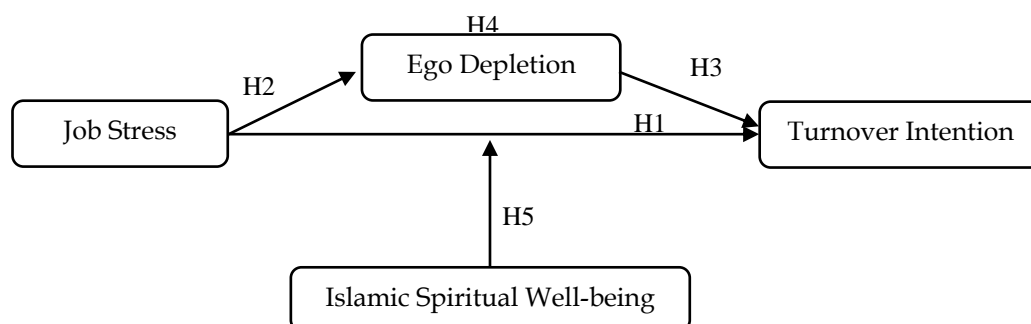 H4
Ego Depletion
H3
H2
Job Stress
H1
Turnover Intention
H5
Islamic Spiritual Well-being